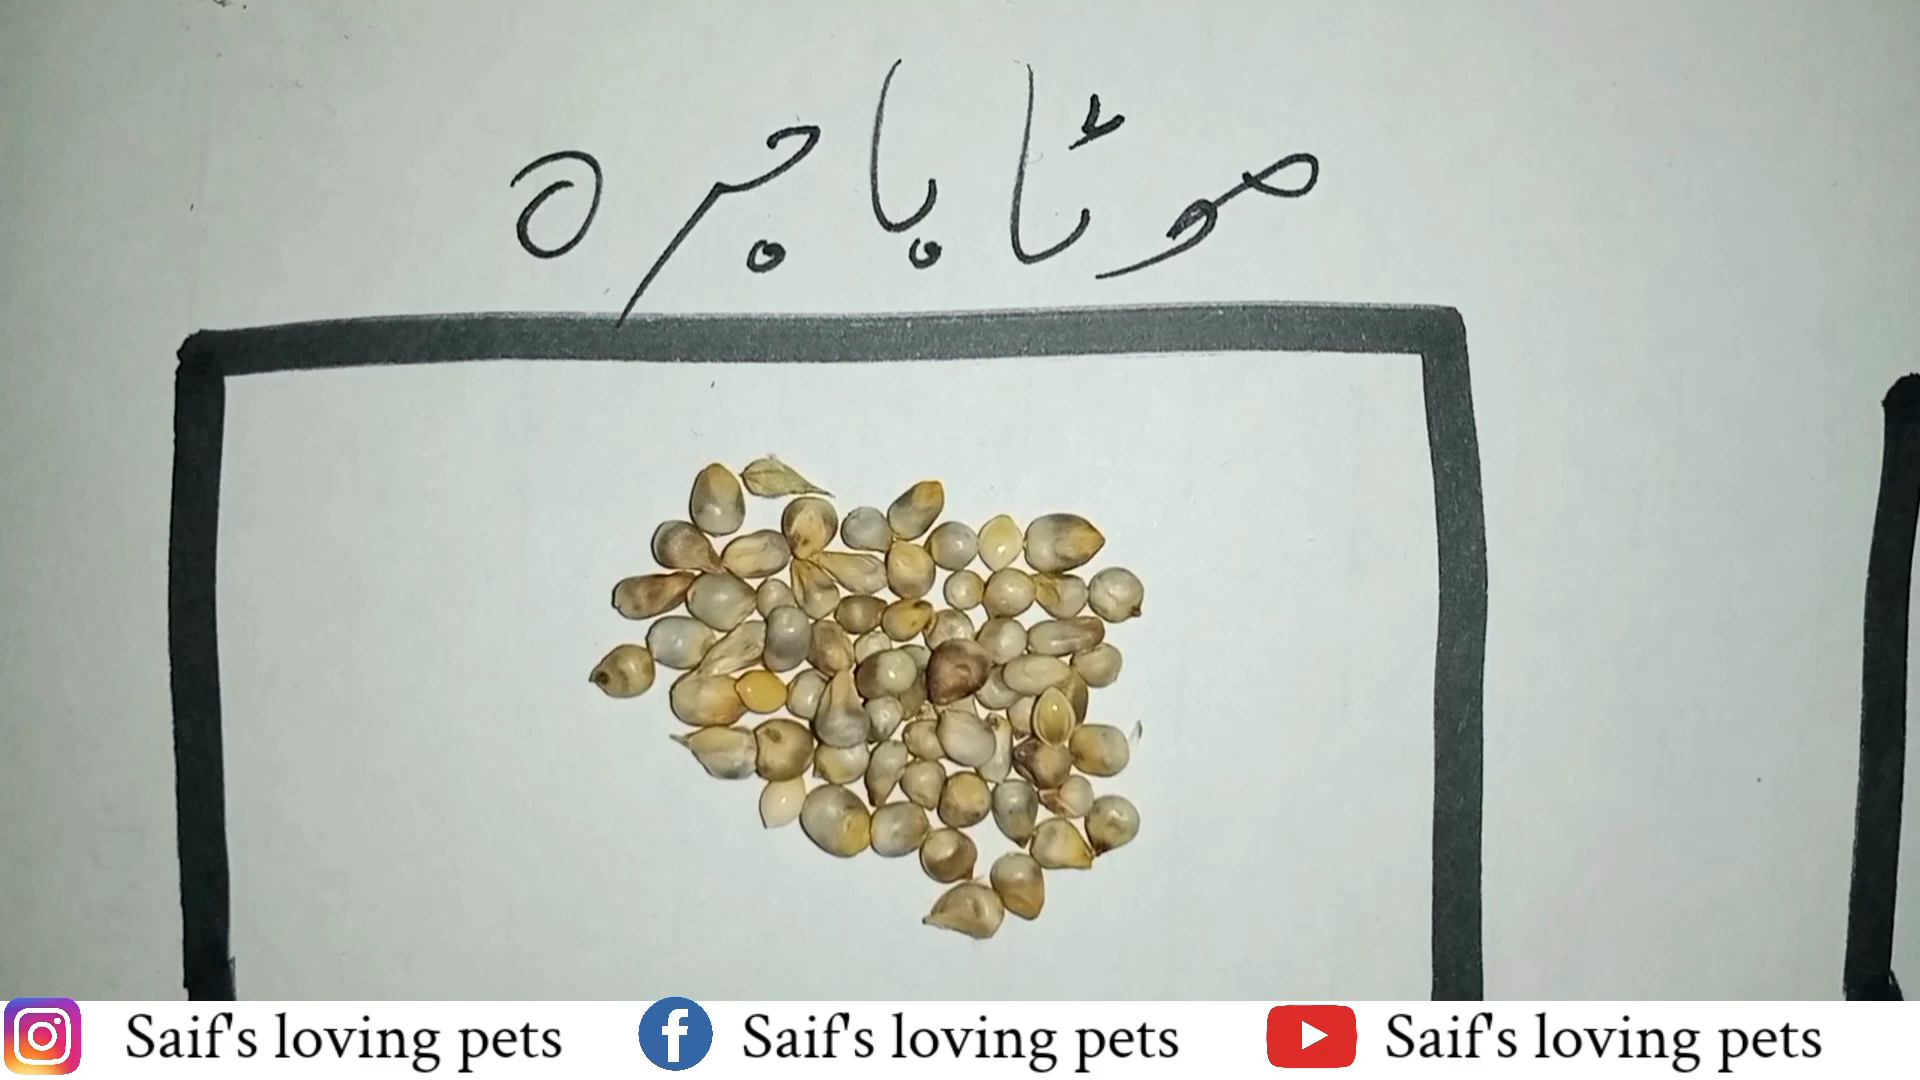 موٹا باجرہ
Saif's loving pets Saif's loving pets Saif's loving pets